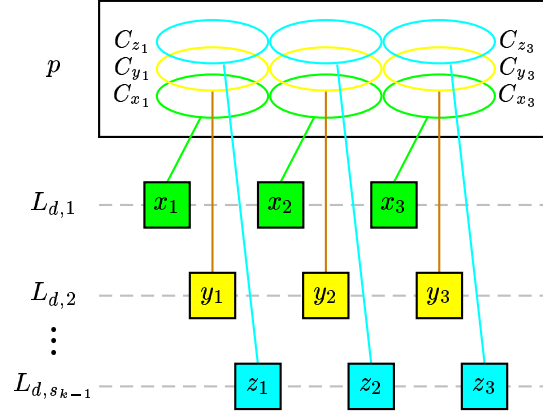 C_{z_1} C_{z_3}
p C_{y_1} C_{y_3}
C_{x_1} C_{x_3}
L_{d,1} x_1 x_2 x_3
L_{d,2} y_1 y_2 y_3
⋮
L_{d,s_{k-1}} z_1 z_2 z_3